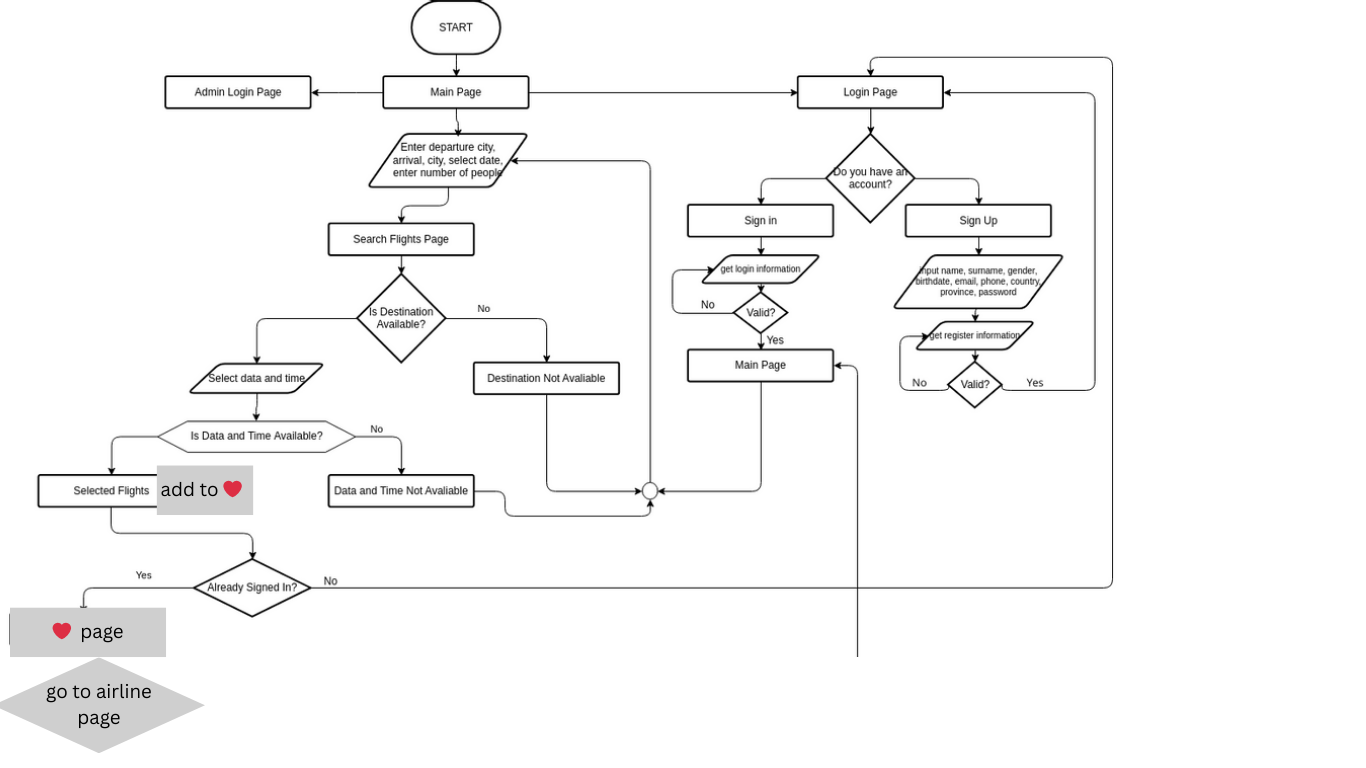 START
Admin Login Page
Main Page
Login Page
Enter departure city,
arrival, city, select date,
enter number of people
Do you have an
account?
Search Flights Page
Sign in
Sign Up
get login information
Input name, surname, gender,
birthdate, email, phone, country,
province, password
Is Destination
Available?
No
No
Valid?
Yes
get register information
Select data and time
Destination Not Avaliable
Main Page
No
Valid?
Yes
Is Data and Time Available?
No
Selected Flights
add to ❤
Data and Time Not Avaliable
Yes
Already Signed In?
No
❤ page
go to airline
page